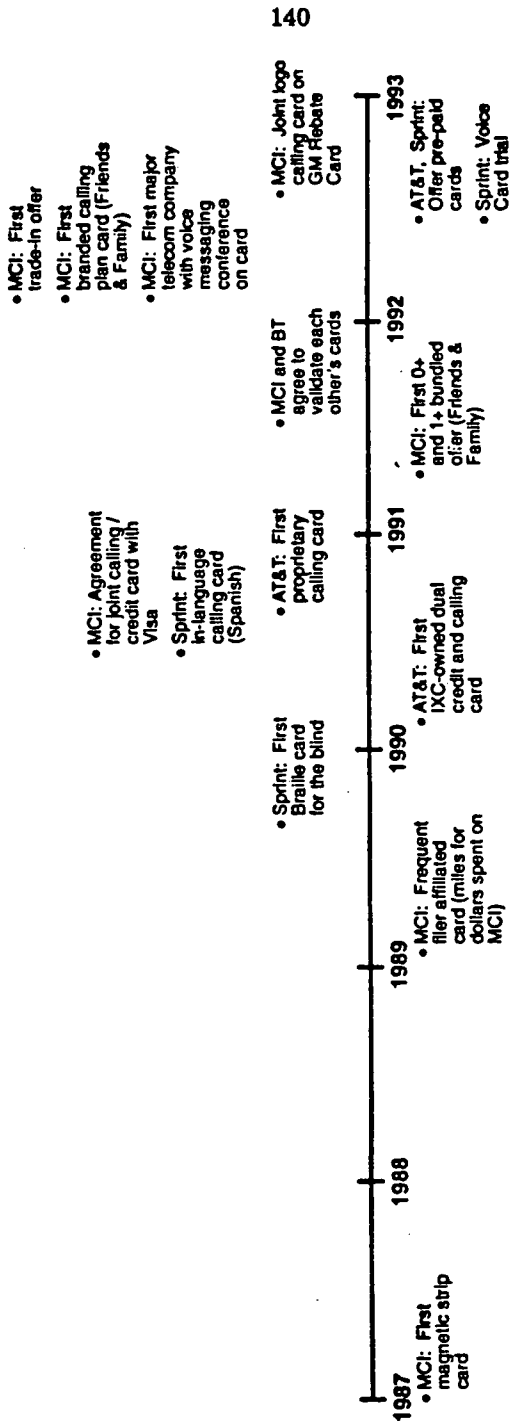 140
• MCI: First
trade-in offer
• MCI: First
branded calling
plan card (Friends
& Family)
• MCI: First major
telecom company
with voice
messaging
conference
on card
• MCI: Agreement
for joint calling /
credit card with
Visa
• Sprint: First
in-language
calling card
(Spanish)
• Sprint: First
Braille card
for the blind
• AT&T: First
proprietary
calling card
• MCI and BT
agree to
validate each
other's cards
• MCI: Joint logo
calling card on
GM Rebate
Card
1987
1988
1989
1990
1991
1992
1993
• MCI: First
magnetic strip
card
• MCI: Frequent
flier affiliated
card (miles for
dollars spent on
MCI)
• AT&T: First
IXC-owned dual
credit and calling
card
• MCI: First 0+
and 1+ bundled
offer (Friends &
Family)
• AT&T, Sprint:
Offer pre-paid
cards
• Sprint: Voice
Card trial